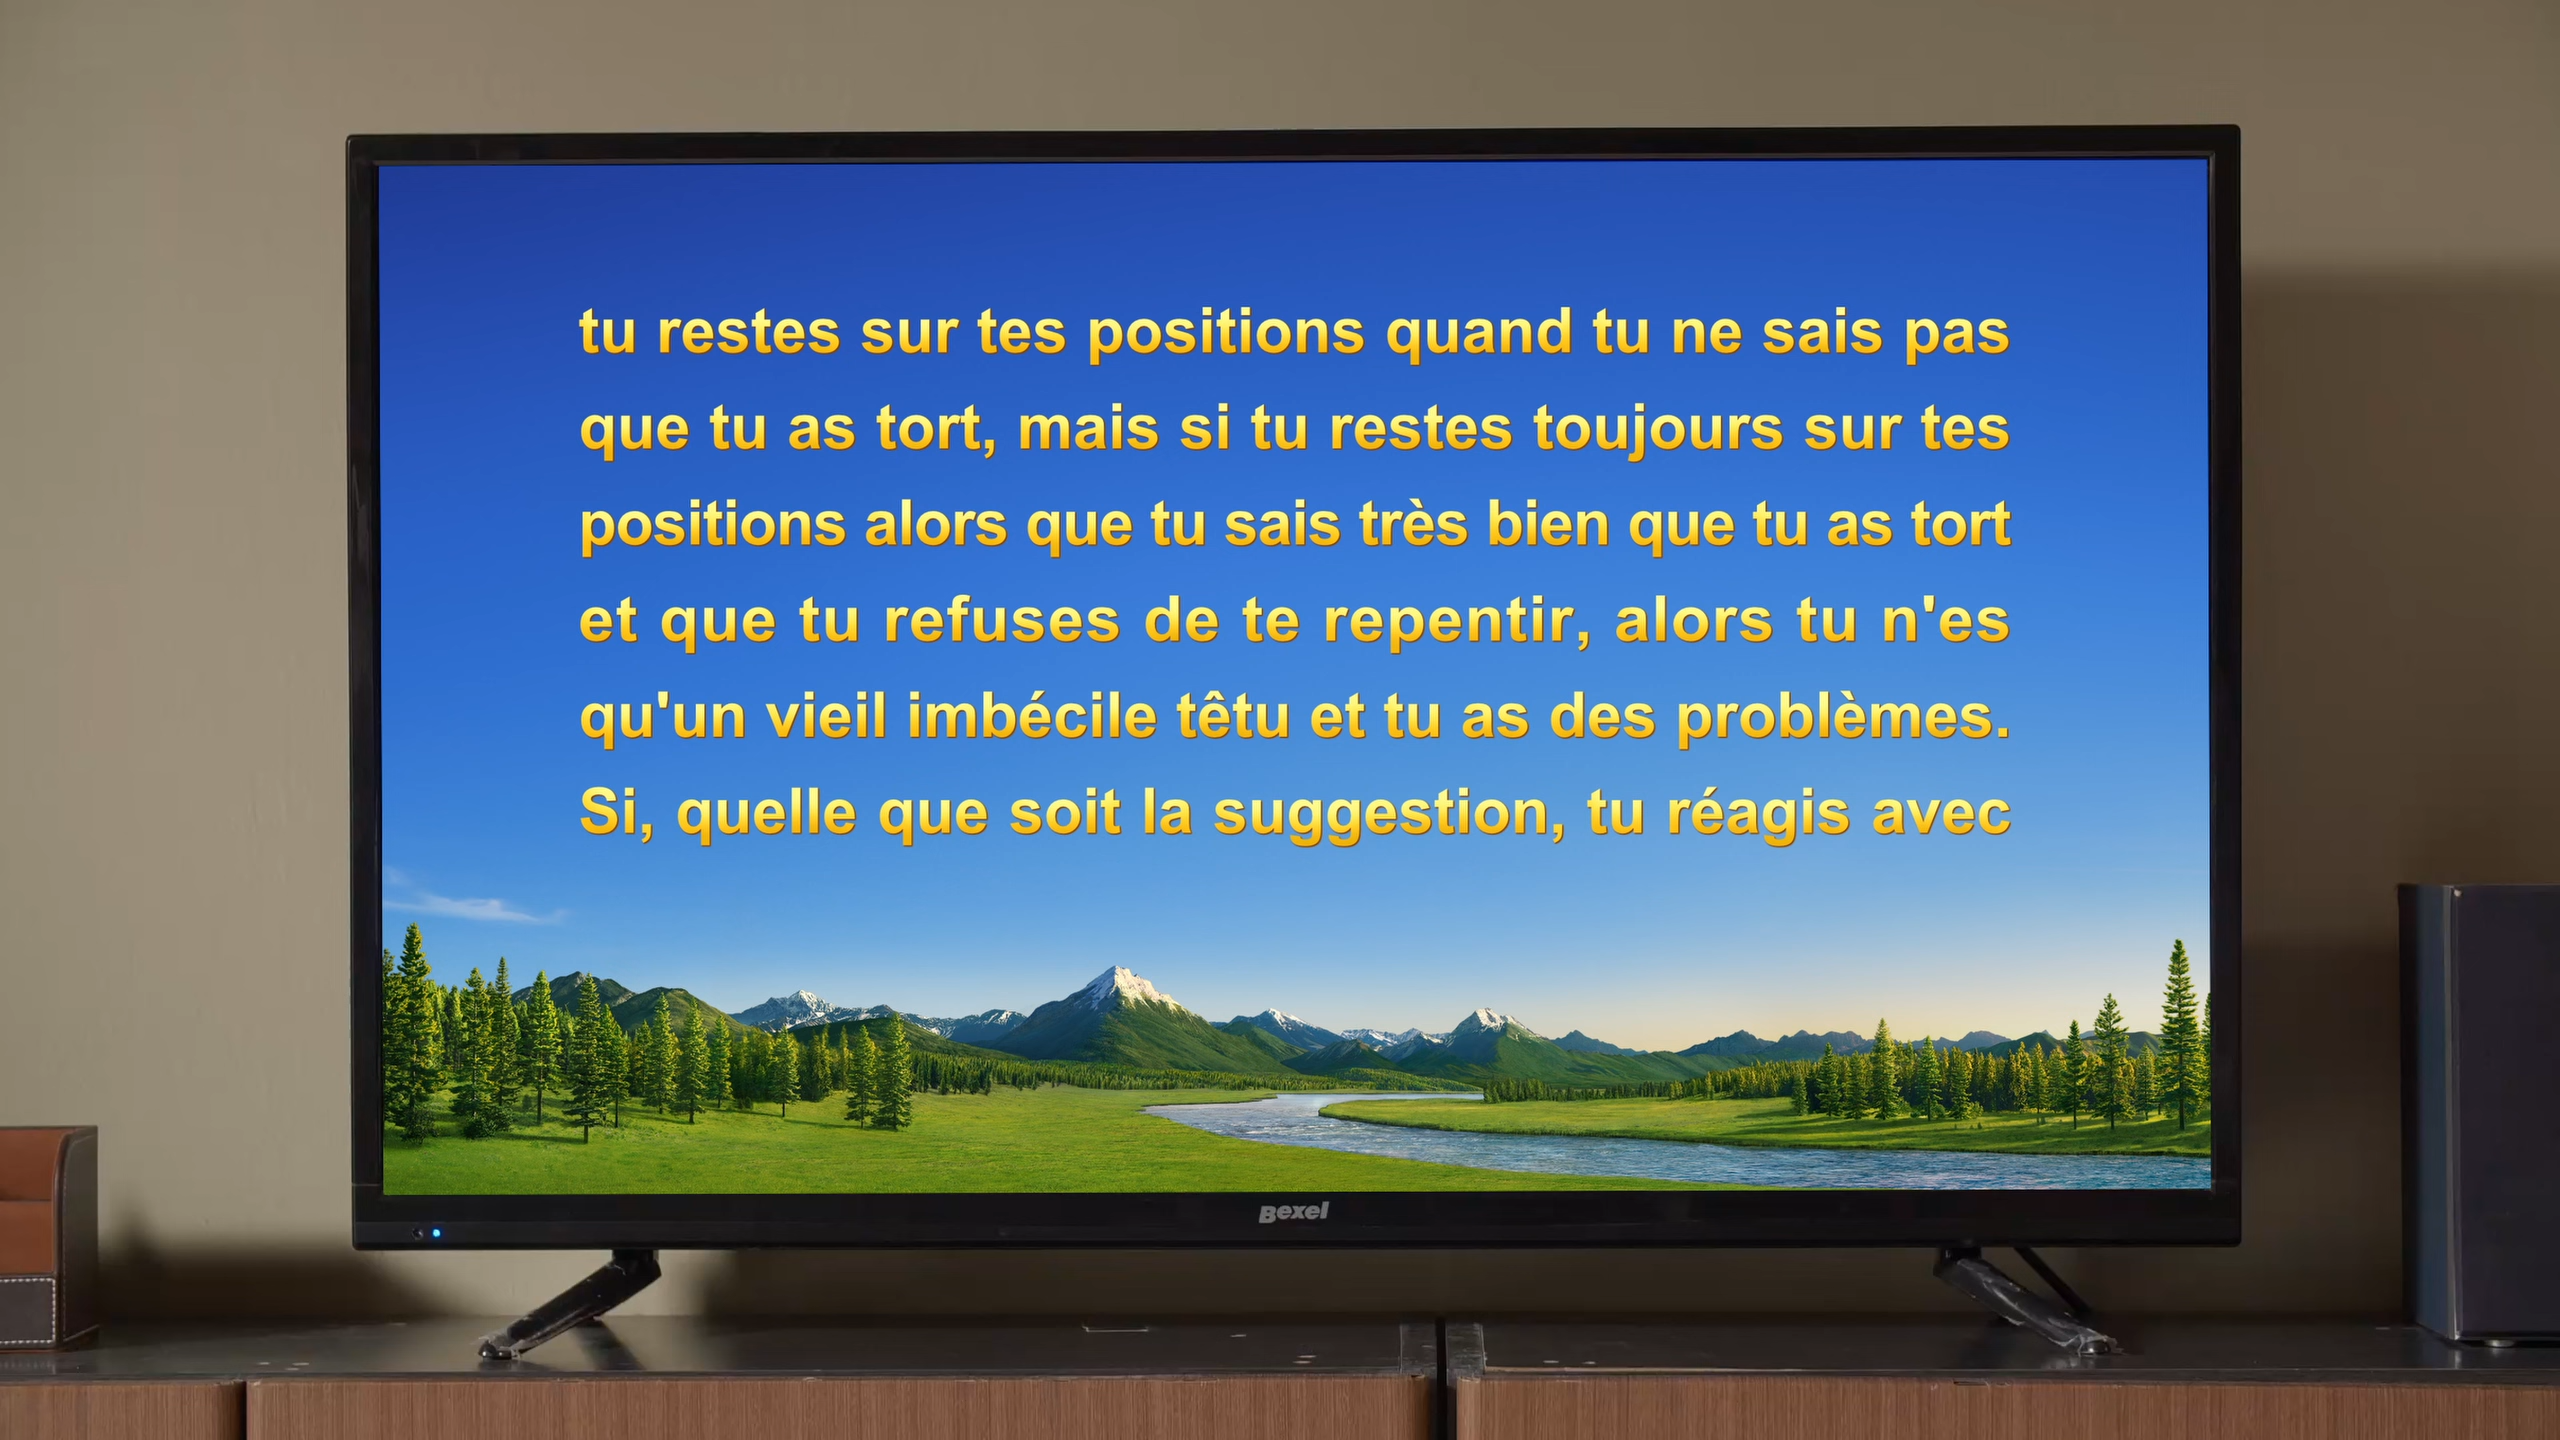 tu restes sur tes positions quand tu ne sais pas
que tu as tort, mais si tu restes toujours sur tes
positions alors que tu sais très bien que tu as tort
et que tu refuses de te repentir, alors tu n'es
qu'un vieil imbécile têtu et tu as des problèmes.
Si, quelle que soit la suggestion, tu réagis avec
Bexel